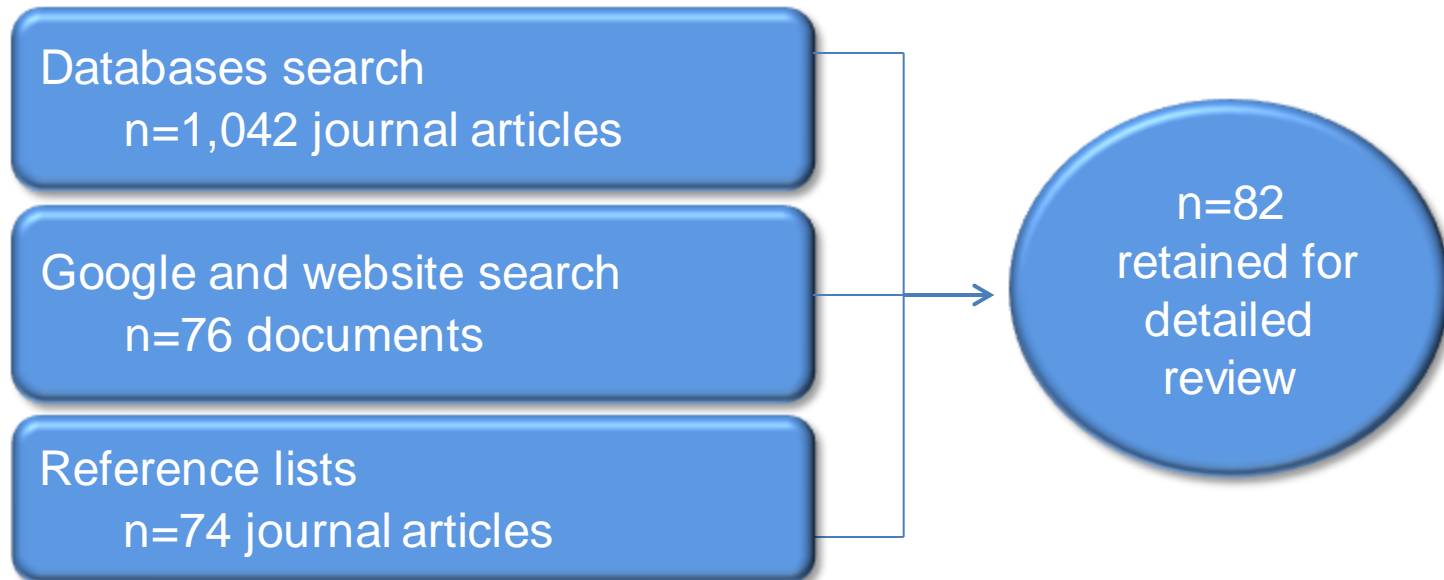 Databases search
n=1,042 journal articles
Google and website search
n=76 documents
Reference lists
n=74 journal articles
n=82
retained for
detailed
review